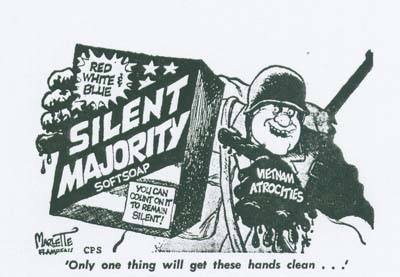 RED
WHITE &
BLUE
SILENT
MAJORITY
SOFTSOAP
YOU CAN
COUNT ON IT
TO REMAIN
SILENT!
VIETNAM
ATROCITIES
MARLETTE
FLAMBEAU
CPS
'Only one thing will get these hands clean . . .'